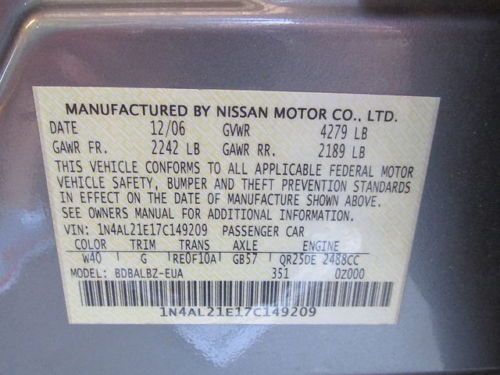 MANUFACTURED BY NISSAN MOTOR CO., LTD.
DATE 12/06 GVWR 4279 LB
GAWR FR. 2242 LB GAWR RR. 2189 LB
THIS VEHICLE CONFORMS TO ALL APPLICABLE FEDERAL MOTOR
VEHICLE SAFETY, BUMPER AND THEFT PREVENTION STANDARDS
IN EFFECT ON THE DATE OF MANUFACTURE SHOWN ABOVE.
SEE OWNERS MANUAL FOR ADDITIONAL INFORMATION.
VIN: 1N4AL21E17C149209 PASSENGER CAR
COLOR TRIM TRANS AXLE ENGINE
W40 G RE0F10A GB57 QR25DE 2488CC
MODEL: BDBALBZ-EUA 351 0Z000
1N4AL21E17C149209